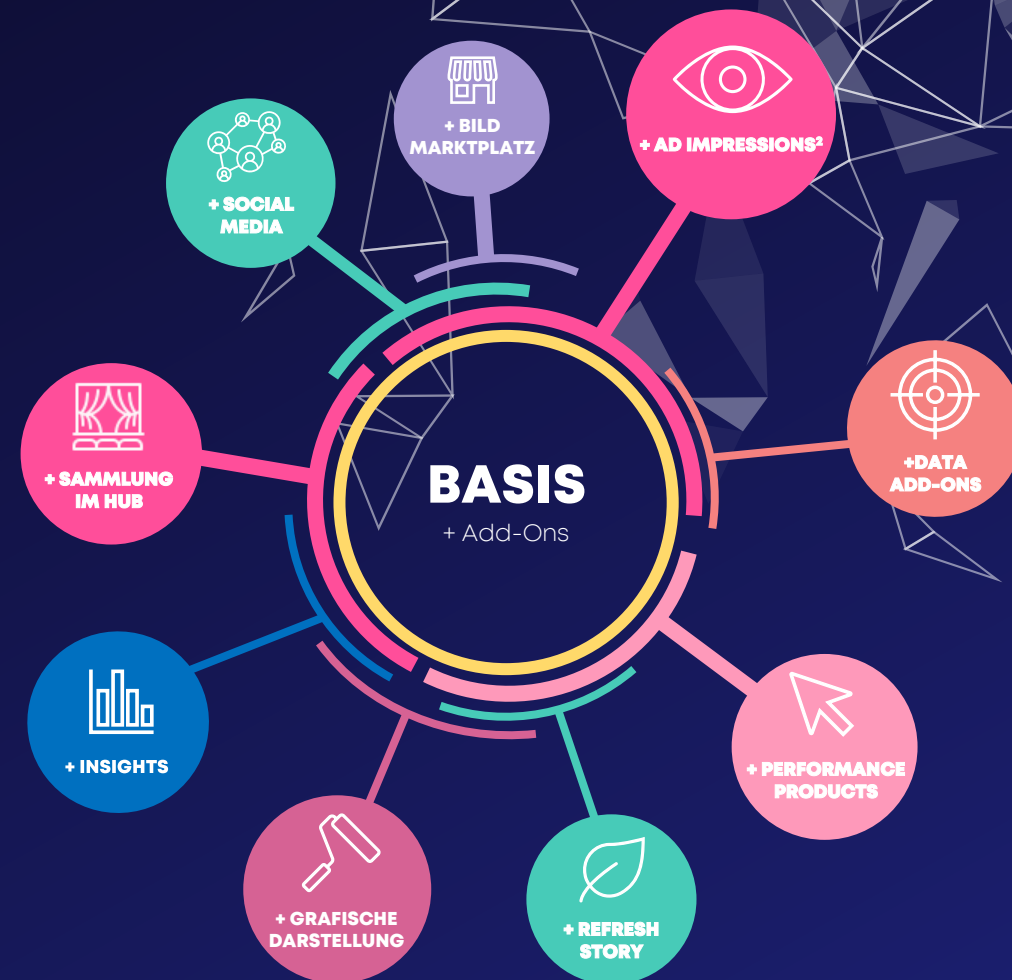 + BILD
MARKTPLATZ
+ AD IMPRESSIONS²
+ SOCIAL
MEDIA
+DATA
ADD-ONS
+ SAMMLUNG
IM HUB
BASIS
+ Add-Ons
+ INSIGHTS
+ PERFORMANCE
PRODUCTS
+ GRAFISCHE
DARSTELLUNG
+ REFRESH
STORY